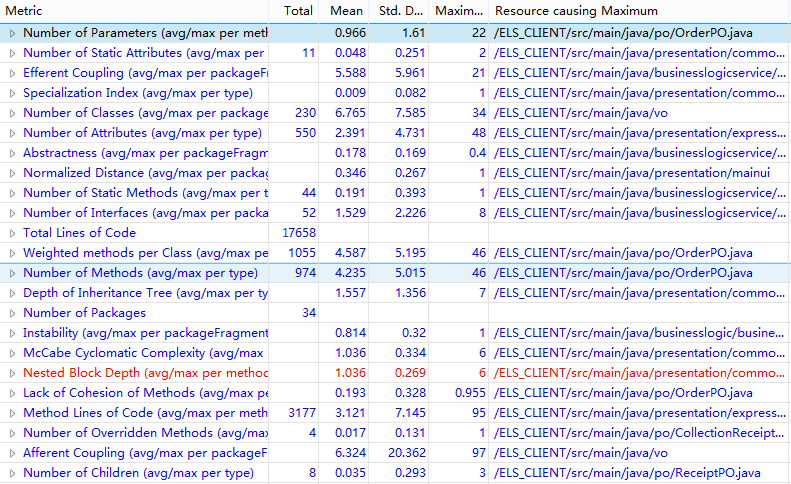 Metric Total Mean Std. D... Maxim... Resource causing Maximum
Number of Parameters (avg/max per meth 0.966 1.61 22 /ELS_CLIENT/src/main/java/po/OrderPO.java
Number of Static Attributes (avg/max per 11 0.048 0.251 2 /ELS_CLIENT/src/main/java/presentation/commo...
Efferent Coupling (avg/max per packageFr 5.588 5.961 21 /ELS_CLIENT/src/main/java/businesslogicservice/...
Specialization Index (avg/max per type) 0.009 0.082 1 /ELS_CLIENT/src/main/java/presentation/commo...
Number of Classes (avg/max per package 230 6.765 7.585 34 /ELS_CLIENT/src/main/java/vo
Number of Attributes (avg/max per type) 550 2.391 4.731 48 /ELS_CLIENT/src/main/java/presentation/express...
Abstractness (avg/max per packageFragm 0.178 0.169 0.4 /ELS_CLIENT/src/main/java/businesslogicservice/...
Normalized Distance (avg/max per packag 0.346 0.267 1 /ELS_CLIENT/src/main/java/presentation/mainui
Number of Static Methods (avg/max per t 44 0.191 0.393 1 /ELS_CLIENT/src/main/java/businesslogicservice/...
Number of Interfaces (avg/max per packa 52 1.529 2.226 8 /ELS_CLIENT/src/main/java/businesslogicservice/...
Total Lines of Code 17658
Weighted methods per Class (avg/max pe 1055 4.587 5.195 46 /ELS_CLIENT/src/main/java/po/OrderPO.java
Number of Methods (avg/max per type) 974 4.235 5.015 46 /ELS_CLIENT/src/main/java/po/OrderPO.java
Depth of Inheritance Tree (avg/max per ty 1.557 1.356 7 /ELS_CLIENT/src/main/java/presentation/commo...
Number of Packages 34
Instability (avg/max per packageFragment 0.814 0.32 1 /ELS_CLIENT/src/main/java/businesslogic/busine...
McCabe Cyclomatic Complexity (avg/max 1.036 0.334 6 /ELS_CLIENT/src/main/java/presentation/commo...
Nested Block Depth (avg/max per method 1.036 0.269 6 /ELS_CLIENT/src/main/java/presentation/commo...
Lack of Cohesion of Methods (avg/max pe 0.193 0.328 0.955 /ELS_CLIENT/src/main/java/po/OrderPO.java
Method Lines of Code (avg/max per meth 3177 3.121 7.145 95 /ELS_CLIENT/src/main/java/presentation/express...
Number of Overridden Methods (avg/max 4 0.017 0.131 1 /ELS_CLIENT/src/main/java/po/CollectionReceipt...
Afferent Coupling (avg/max per packageF 6.324 20.362 97 /ELS_CLIENT/src/main/java/vo
Number of Children (avg/max per type) 8 0.035 0.293 3 /ELS_CLIENT/src/main/java/po/ReceiptPO.java